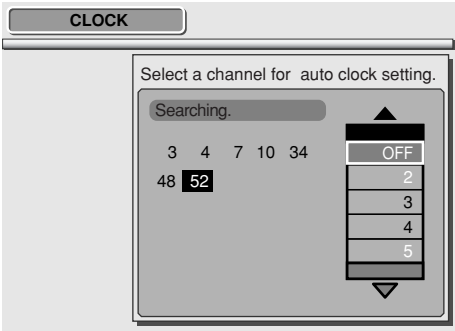 CLOCK
Select a channel for auto clock setting.
Searching.
3 4 7 10 34
48 52
OFF
2
3
4
5